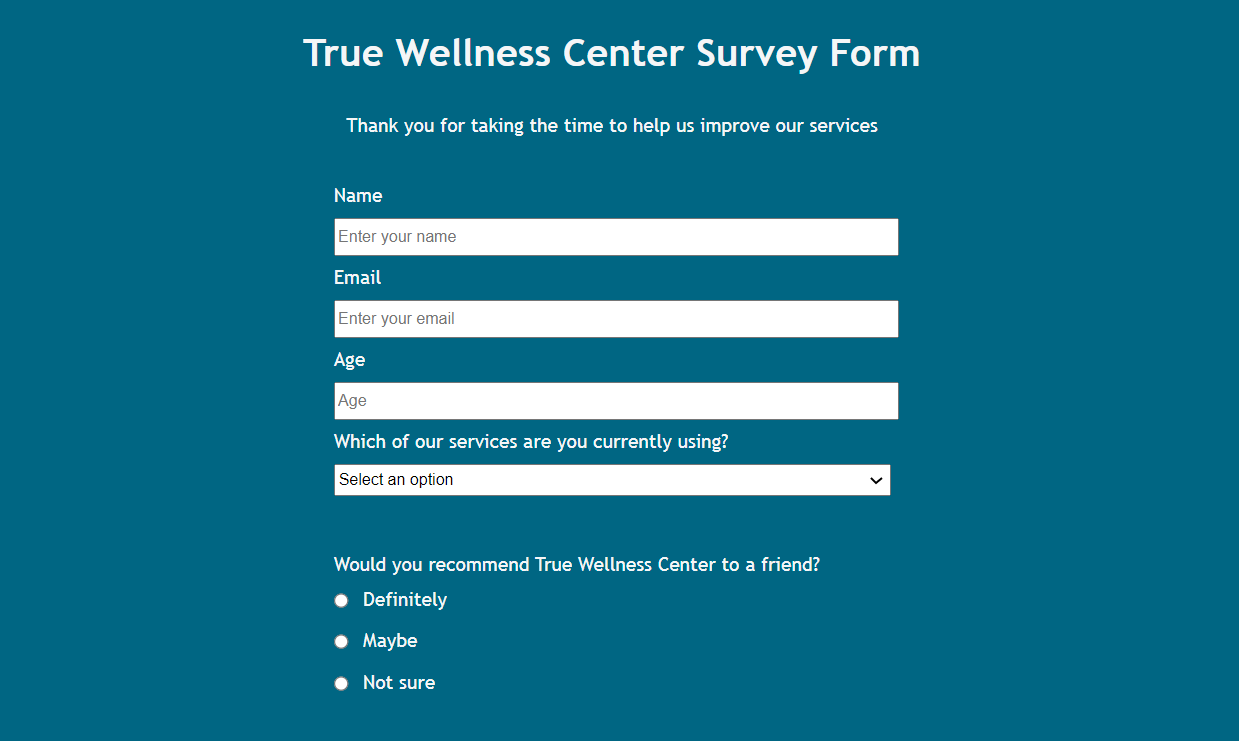 True Wellness Center Survey Form
Thank you for taking the time to help us improve our services
Name
Enter your name
Email
Enter your email
Age
Age
Which of our services are you currently using?
Select an option
Would you recommend True Wellness Center to a friend?
Definitely
Maybe
Not sure